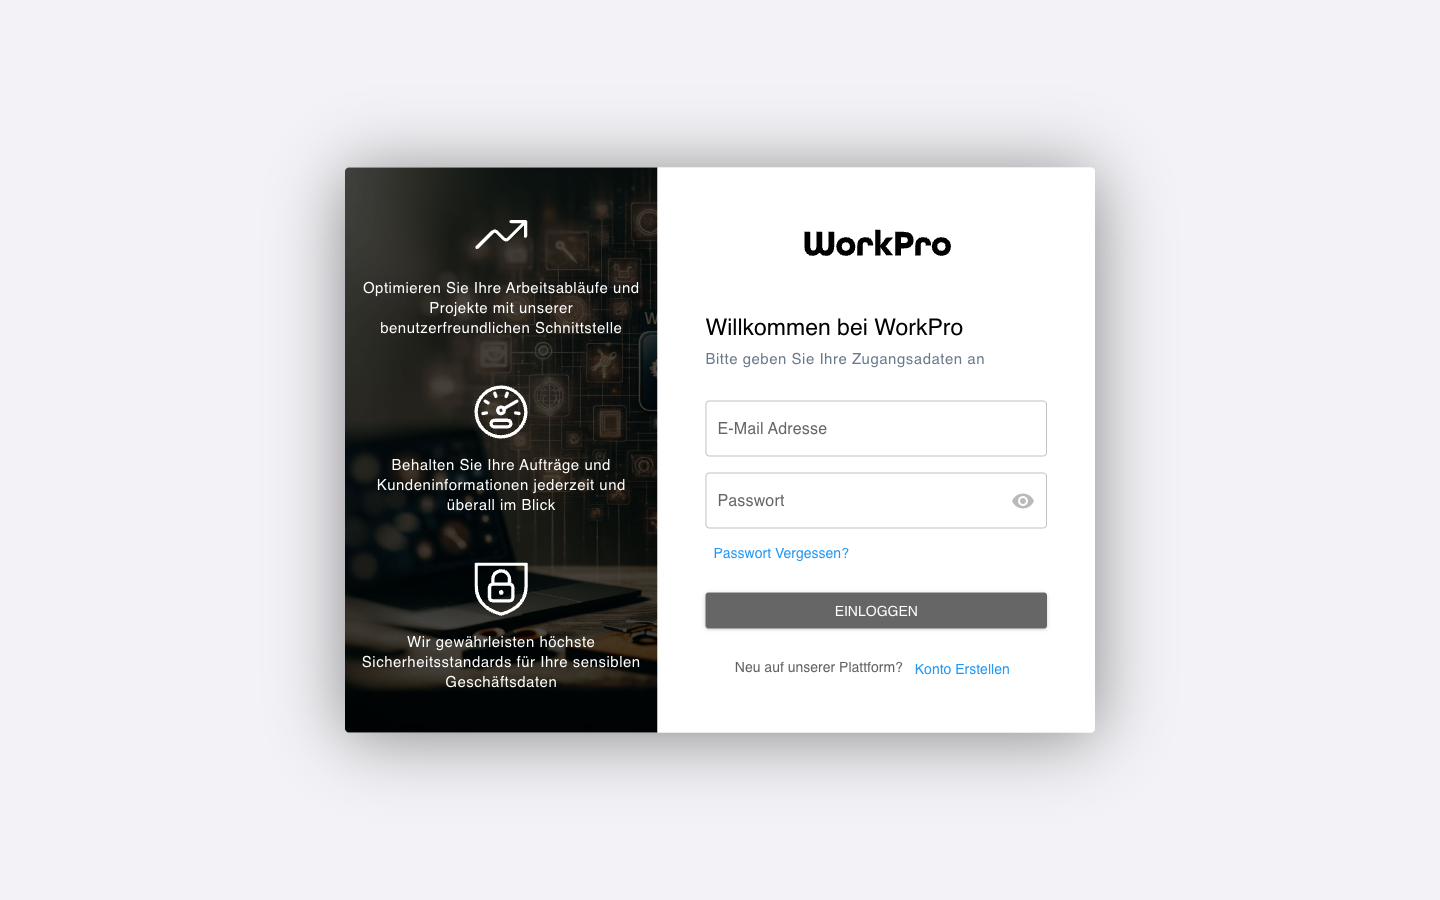 Optimieren Sie Ihre Arbeitsabläufe und
Projekte mit unserer
benutzerfreundlichen Schnittstelle
Behalten Sie Ihre Aufträge und
Kundeninformationen jederzeit und
überall im Blick
Wir gewährleisten höchste
Sicherheitsstandards für Ihre sensiblen
Geschäftsdaten
WorkPro
Willkommen bei WorkPro
Bitte geben Sie Ihre Zugangsadaten an
E-Mail Adresse
Passwort
Passwort Vergessen?
EINLOGGEN
Neu auf unserer Plattform? Konto Erstellen